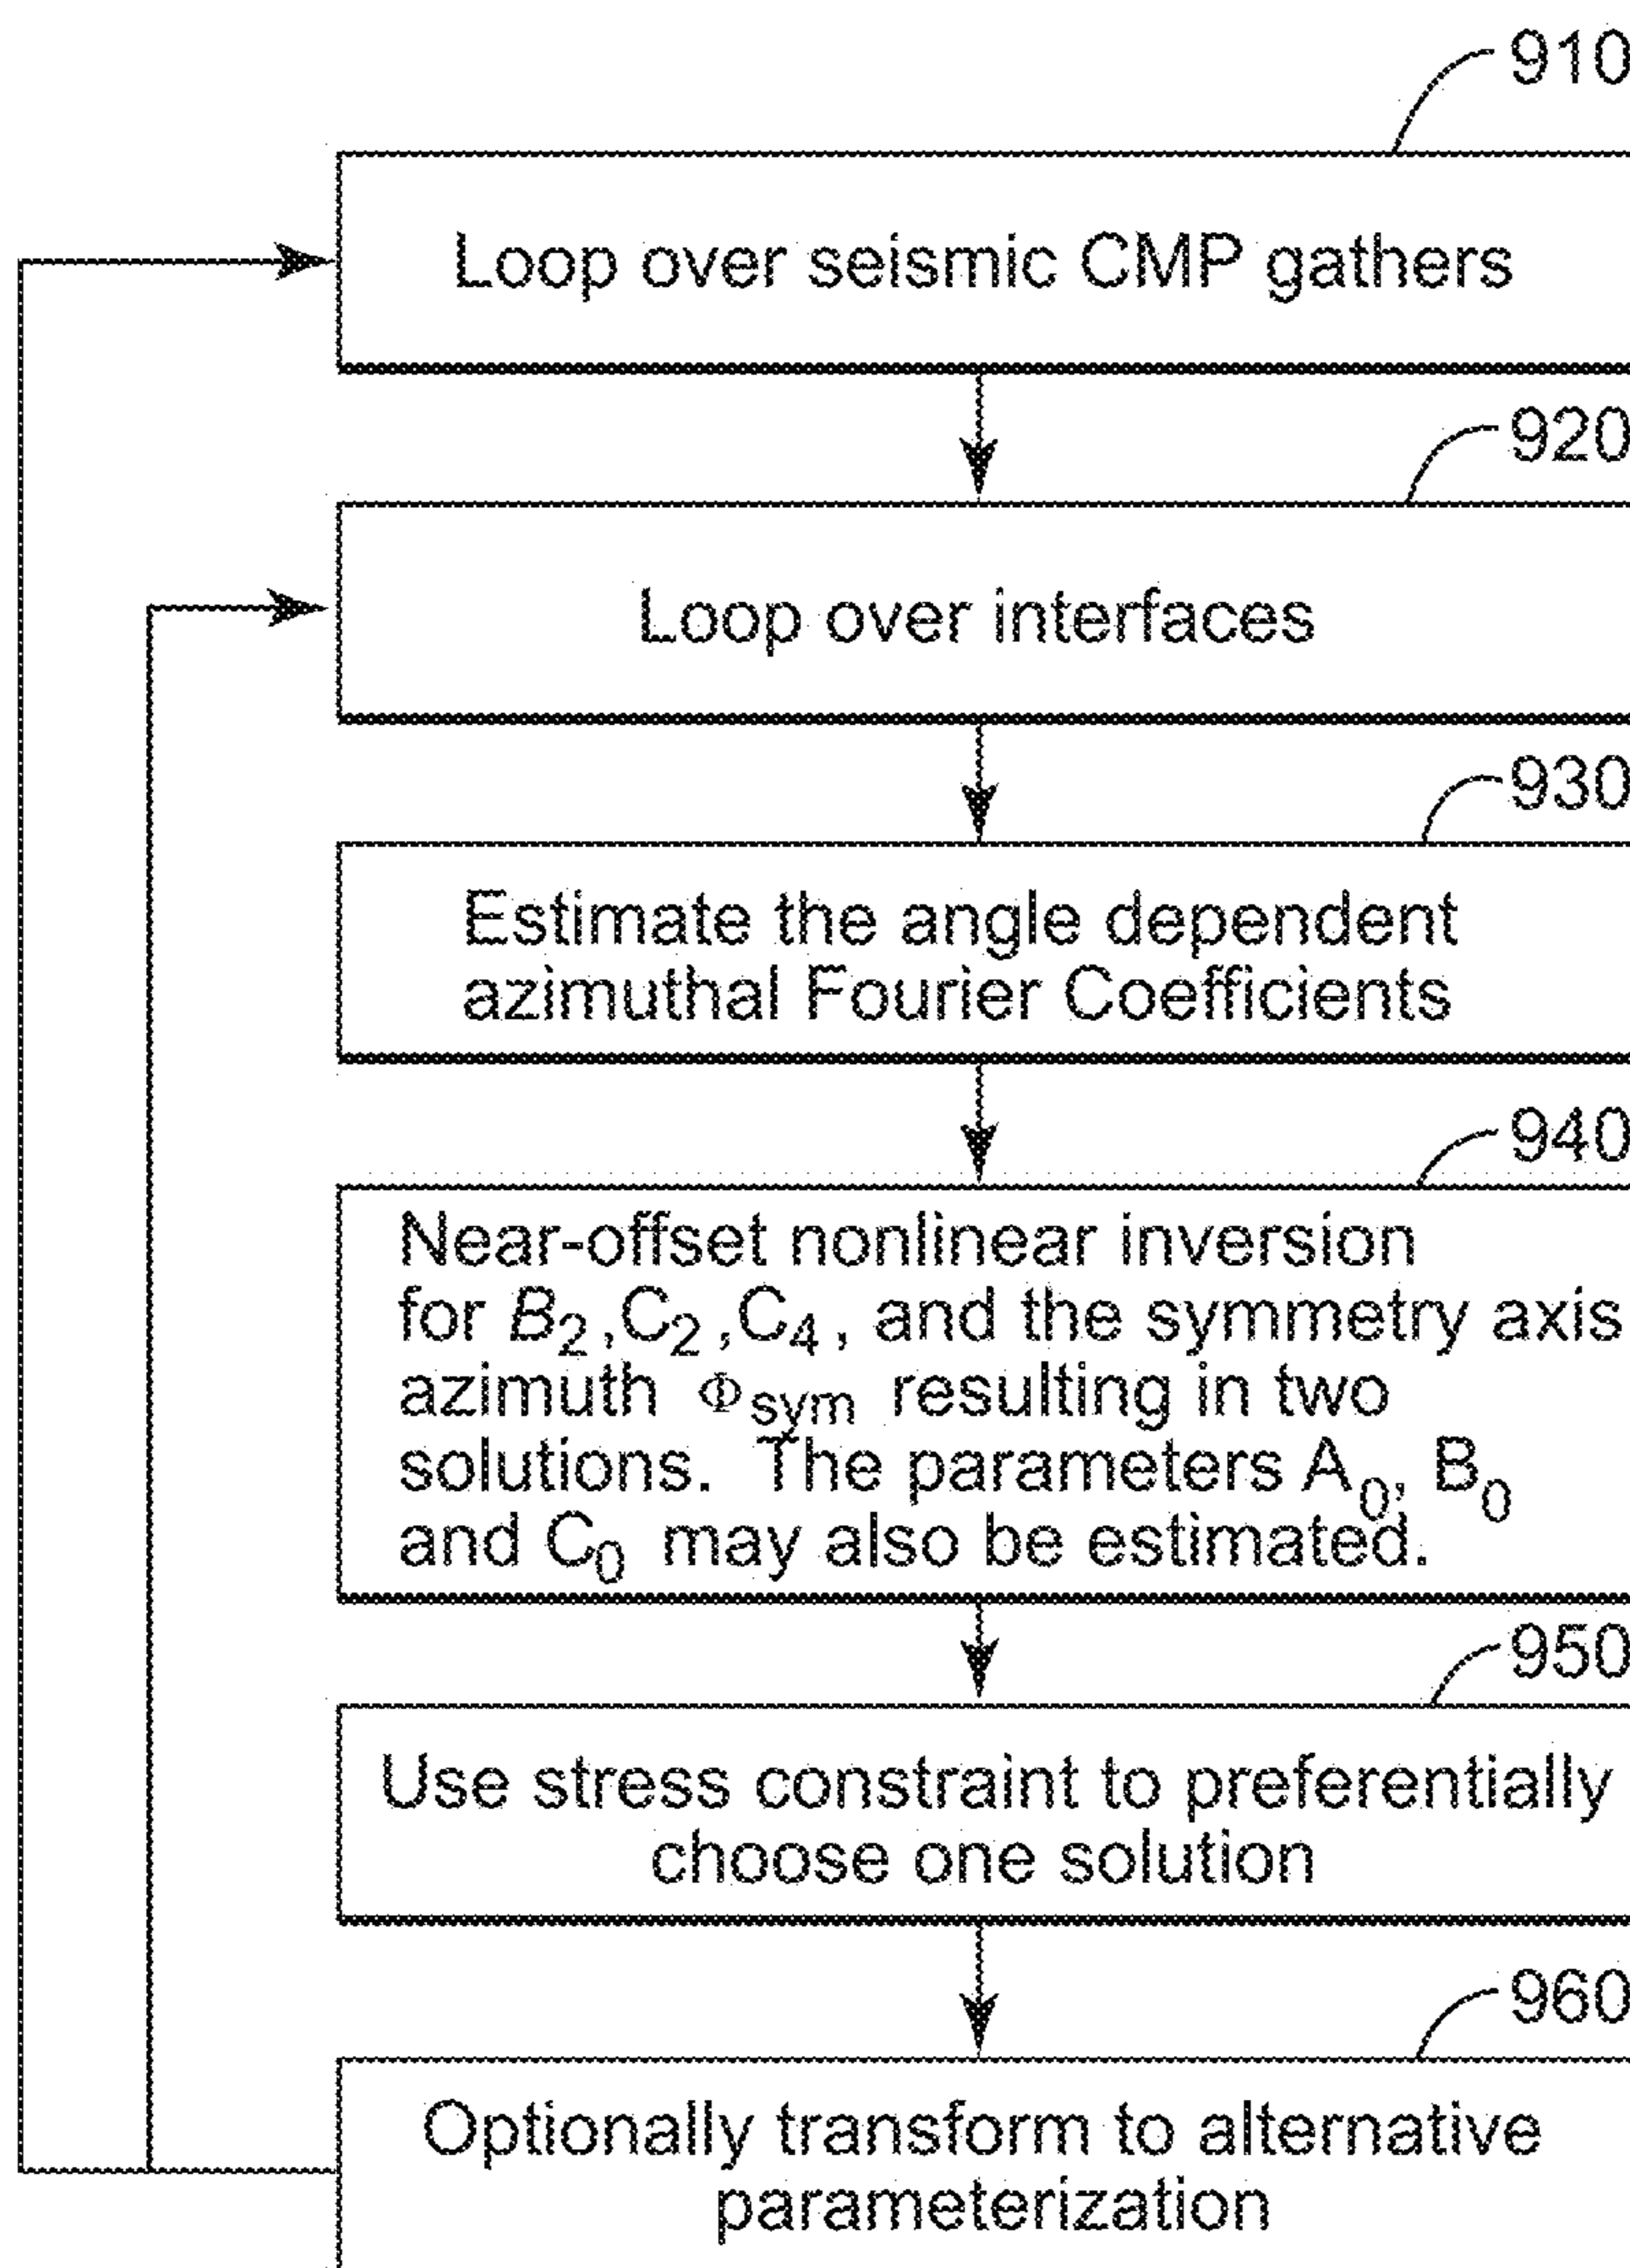 910
Loop over seismic CMP gathers
920
Loop over interfaces
930
Estimate the angle dependent
azimuthal Fourier Coefficients
940
Near-offset nonlinear inversion
for B₂,C₂,C₄, and the symmetry axis
azimuth Φsym resulting in two
solutions. The parameters A₀, B₀
and C₀ may also be estimated.
950
Use stress constraint to preferentially
choose one solution
960
Optionally transform to alternative
parameterization